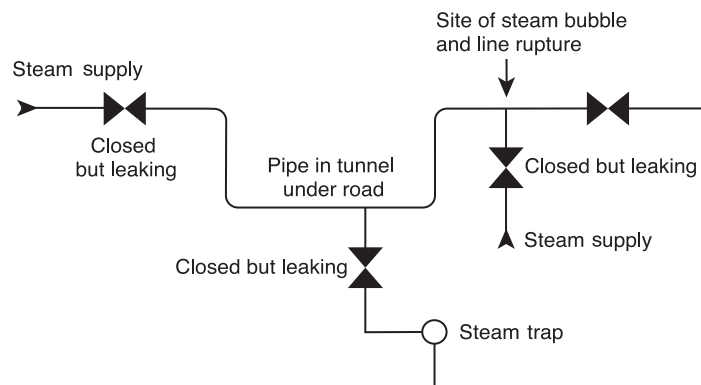 Site of steam bubble
and line rupture
Steam supply
Closed
but leaking
Pipe in tunnel
under road
Closed but leaking
Steam supply
Closed but leaking
Steam trap